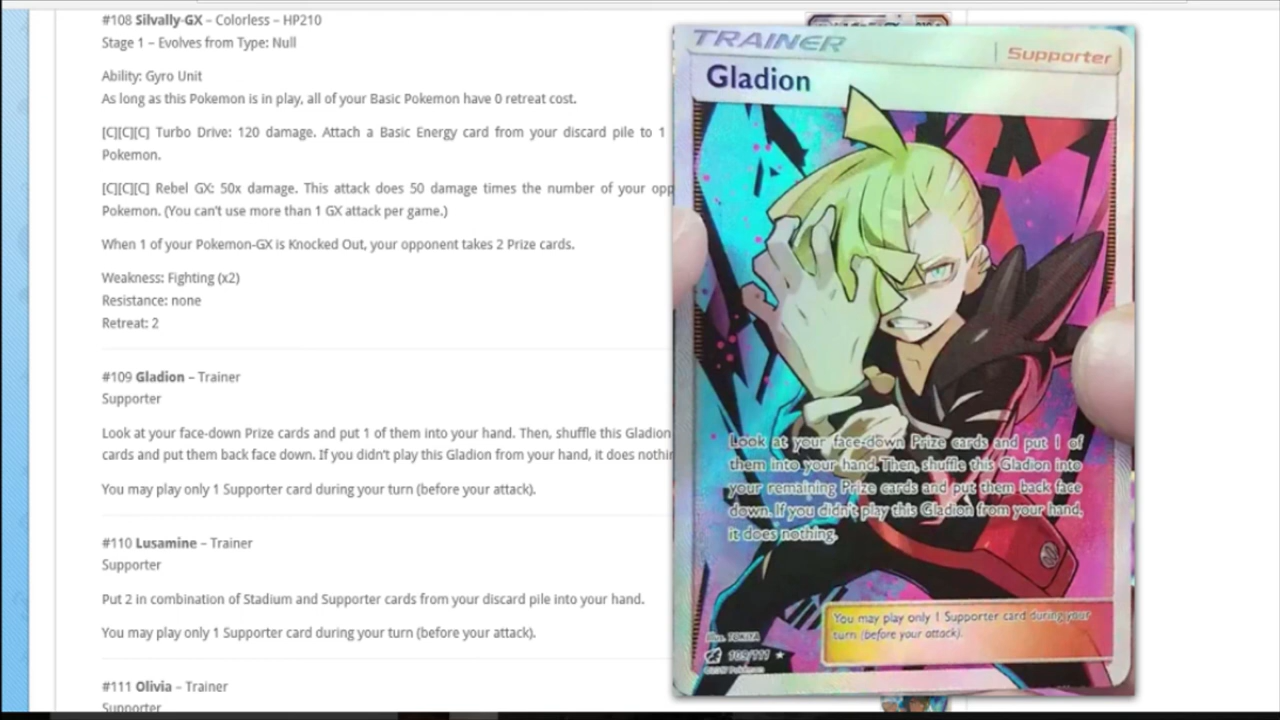 #108 Silvally-GX – Colorless – HP210
Stage 1 – Evolves from Type: Null
Ability: Gyro Unit
As long as this Pokemon is in play, all of your Basic Pokemon have 0 retreat cost.
[C][C][C] Turbo Drive: 120 damage. Attach a Basic Energy card from your discard pile to 1
Pokemon.
[C][C][C] Rebel GX: 50x damage. This attack does 50 damage times the number of your opp
Pokemon. (You can't use more than 1 GX attack per game.)
When 1 of your Pokemon-GX is Knocked Out, your opponent takes 2 Prize cards.
Weakness: Fighting (x2)
Resistance: none
Retreat: 2
#109 Gladion – Trainer
Supporter
Look at your face-down Prize cards and put 1 of them into your hand. Then, shuffle this Gladion
cards and put them back face down. If you didn't play this Gladion from your hand, it does nothin
You may play only 1 Supporter card during your turn (before your attack).
#110 Lusamine – Trainer
Supporter
Put 2 in combination of Stadium and Supporter cards from your discard pile into your hand.
You may play only 1 Supporter card during your turn (before your attack).
#111 Olivia – Trainer
Supporter
TRAINER
Supporter
Gladion
Look at your face-down Prize cards and put 1 of
them into your hand. Then, shuffle this Gladion into
your remaining Prize cards and put them back face
down. If you didn't play this Gladion from your hand,
it does nothing.
You may play only 1 Supporter card during your
turn (before your attack).
Illus. TOKIYA
109/111